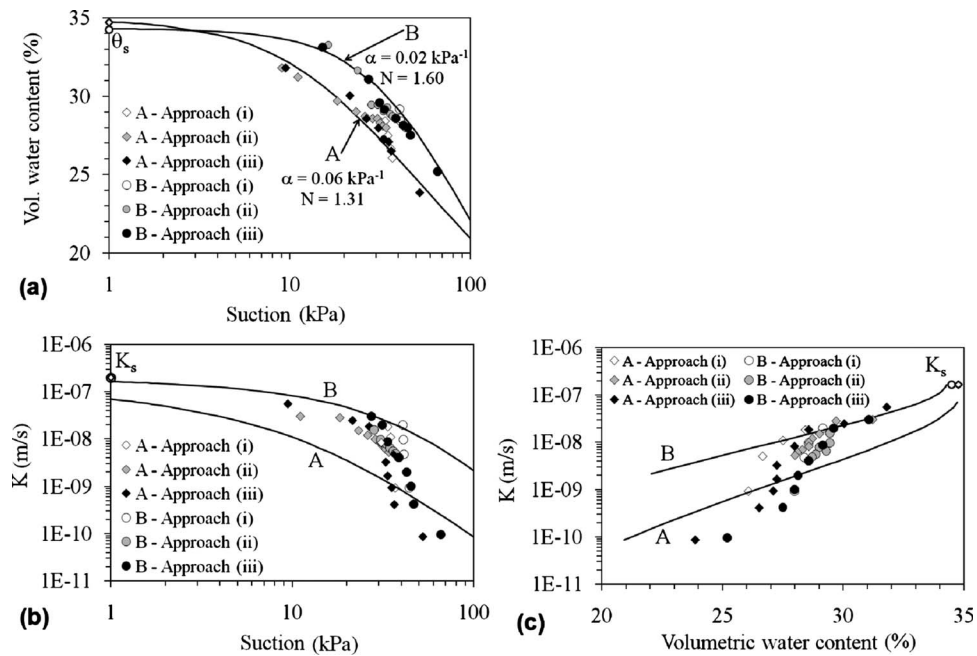 35
30
25
20
Vol. water content (%)
θs
B
α = 0.02 kPa-1
N = 1.60
A
α = 0.06 kPa-1
N = 1.31
A - Approach (i)
A - Approach (ii)
A - Approach (iii)
B - Approach (i)
B - Approach (ii)
B - Approach (iii)
1 10 100
(a)
Suction (kPa)
1E-06
1E-07
1E-08
1E-09
1E-10
1E-11
K (m/s)
Ks
B
A
A - Approach (i)
A - Approach (ii)
A - Approach (iii)
B - Approach (i)
B - Approach (ii)
B - Approach (iii)
1 10 100
(b)
Suction (kPa)
1E-06
1E-07
1E-08
1E-09
1E-10
1E-11
K (m/s)
A - Approach (i) B - Approach (i)
A - Approach (ii) B - Approach (ii)
A - Approach (iii) B - Approach (iii)
Ks
B
A
20 25 30 35
(c)
Volumetric water content (%)